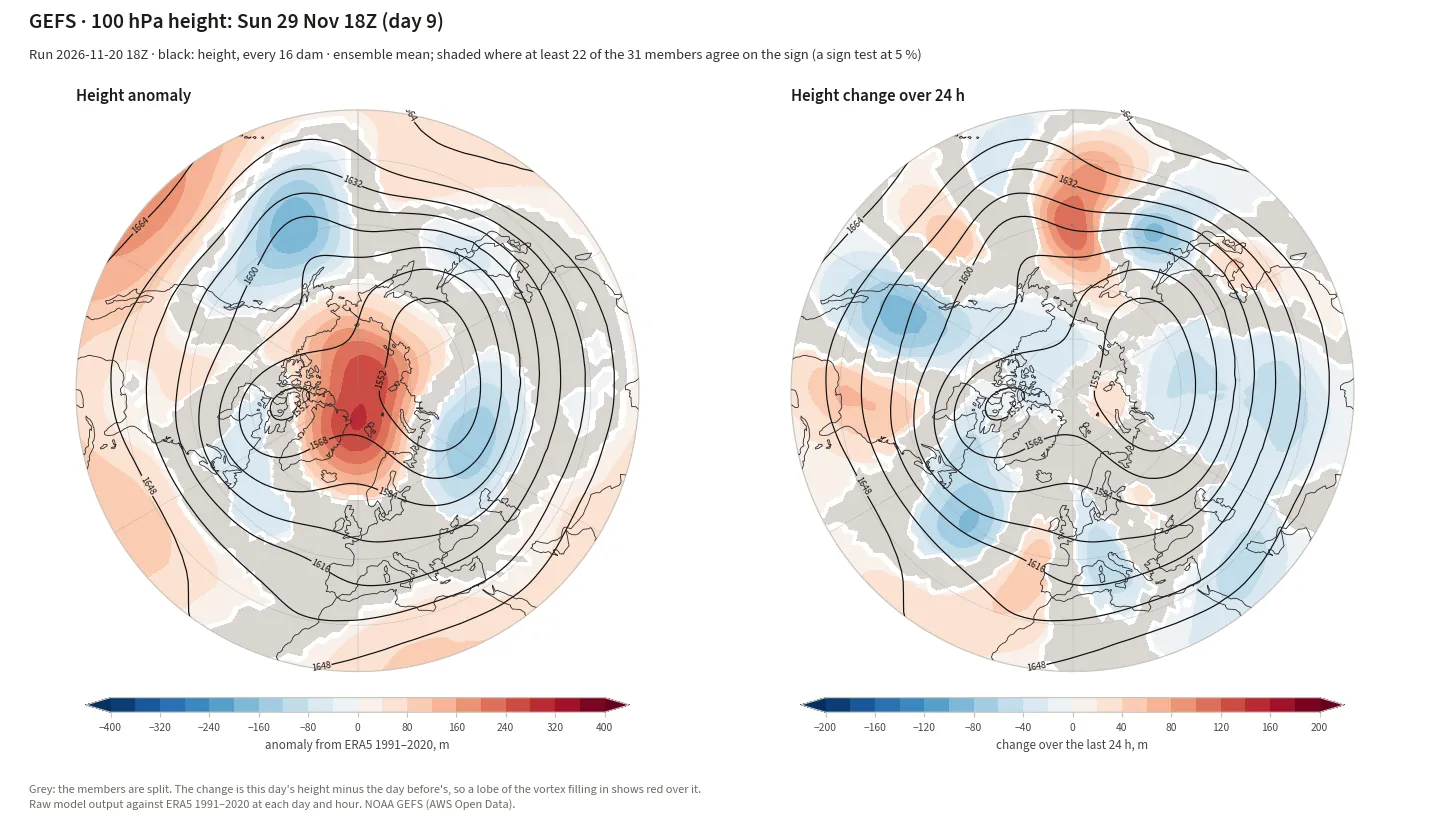 GEFS · 100 hPa height: Sun 29 Nov 18Z (day 9)
Run 2026-11-20 18Z · black: height, every 16 dam · ensemble mean; shaded where at least 22 of the 31 members agree on the sign (a sign test at 5 %)
Height anomaly
Height change over 24 h
1632
1664
1600
1552
1568
1584
1648
1616
1648
1632
1664
1600
1552
1568
1584
1648
1616
1648
−400 −320 −240 −160 −80 0 80 160 240 320 400
anomaly from ERA5 1991–2020, m
−200 −160 −120 −80 −40 0 40 80 120 160 200
change over the last 24 h, m
Grey: the members are split. The change is this day's height minus the day before's, so a lobe of the vortex filling in shows red over it.
Raw model output against ERA5 1991–2020 at each day and hour. NOAA GEFS (AWS Open Data).